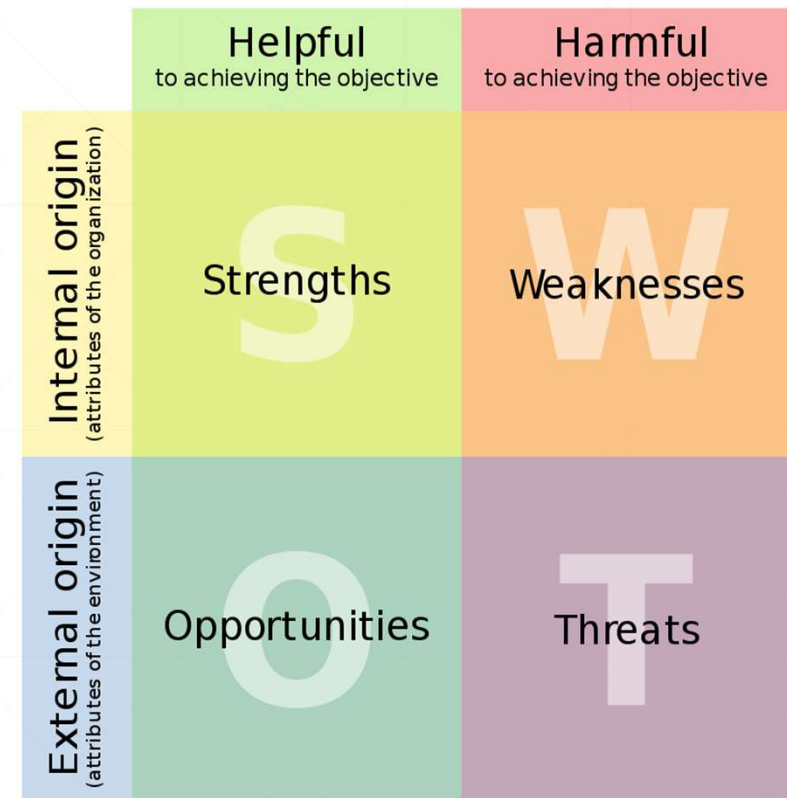 Helpful
to achieving the objective
Harmful
to achieving the objective
Internal origin
(attributes of the organization)
S
Strengths
W
Weaknesses
External origin
(attributes of the environment)
O
Opportunities
T
Threats